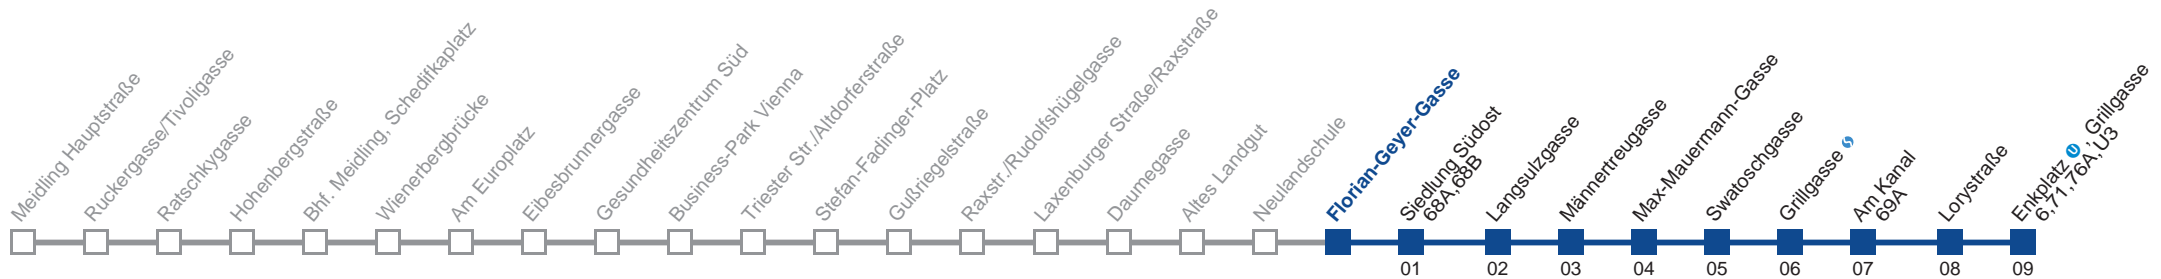 Meidling Hauptstraße
Ruckergasse/Tivoligasse
Ratschkygasse
Hohenbergstraße
Bhf. Meidling, Schedifkaplatz
Wienerbergbrücke
Am Europlatz
Eibesbrunnergasse
Gesundheitszentrum Süd
Business-Park Vienna
Triester Str./Altdorferstraße
Stefan-Fadinger-Platz
Gußriegelstraße
Raxstr./Rudolfshügelgasse
Laxenburger Straße/Raxstraße
Daumegasse
Altes Landgut
Neulandschule
Florian-Geyer-Gasse
Siedlung Südost
68A,68B
Langsulzgasse
Männertreugasse
Max-Mauermann-Gasse
Swatoschgasse
Grillgasse S
Am Kanal
69A
Lorystraße
Enkplatz U , Grillgasse
6,71,76A,U3
01 02 03 04 05 06 07 08 09